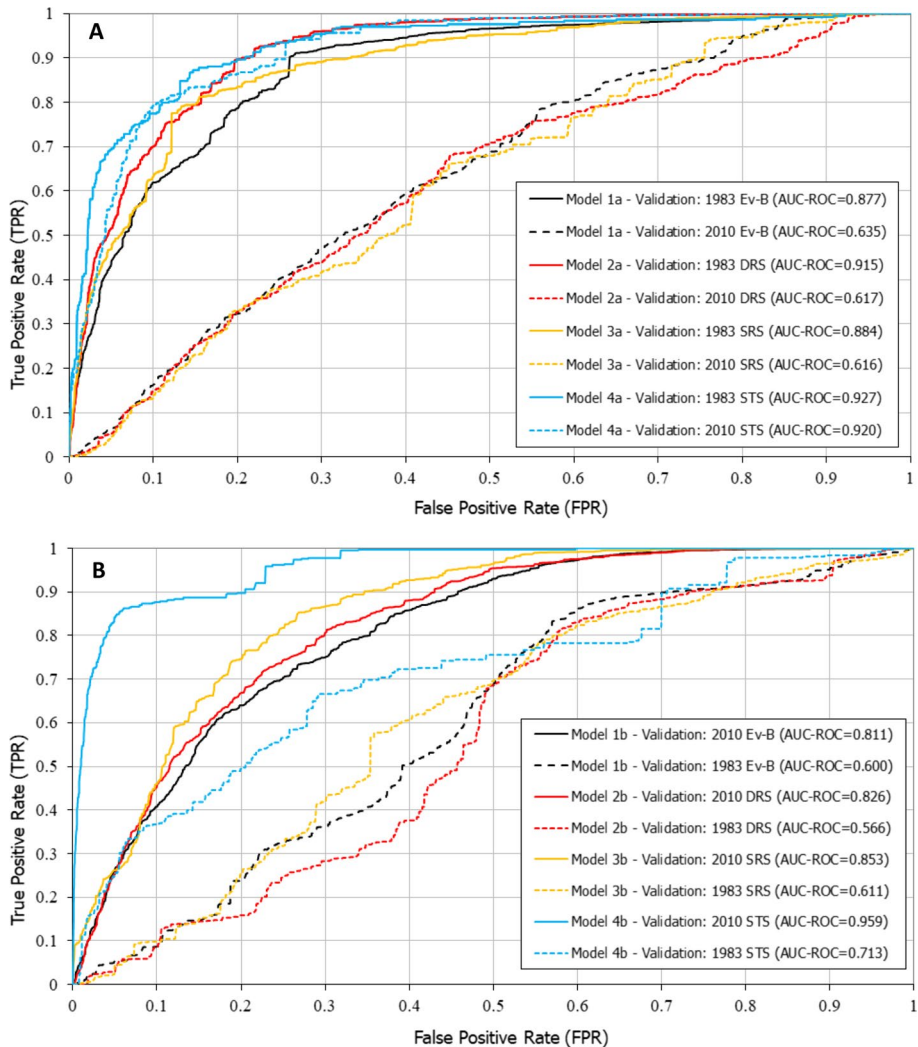 A
1
0.9
0.8
0.7
0.6
0.5
0.4
0.3
0.2
0.1
0
True Positive Rate (TPR)
Model 1a - Validation: 1983 Ev-B (AUC-ROC=0.877)
Model 1a - Validation: 2010 Ev-B (AUC-ROC=0.635)
Model 2a - Validation: 1983 DRS (AUC-ROC=0.915)
Model 2a - Validation: 2010 DRS (AUC-ROC=0.617)
Model 3a - Validation: 1983 SRS (AUC-ROC=0.884)
Model 3a - Validation: 2010 SRS (AUC-ROC=0.616)
Model 4a - Validation: 1983 STS (AUC-ROC=0.927)
Model 4a - Validation: 2010 STS (AUC-ROC=0.920)
0 0.1 0.2 0.3 0.4 0.5 0.6 0.7 0.8 0.9 1
False Positive Rate (FPR)
B
1
0.9
0.8
0.7
0.6
0.5
0.4
0.3
0.2
0.1
0
True Positive Rate (TPR)
Model 1b - Validation: 2010 Ev-B (AUC-ROC=0.811)
Model 1b - Validation: 1983 Ev-B (AUC-ROC=0.600)
Model 2b - Validation: 2010 DRS (AUC-ROC=0.826)
Model 2b - Validation: 1983 DRS (AUC-ROC=0.566)
Model 3b - Validation: 2010 SRS (AUC-ROC=0.853)
Model 3b - Validation: 1983 SRS (AUC-ROC=0.611)
Model 4b - Validation: 2010 STS (AUC-ROC=0.959)
Model 4b - Validation: 1983 STS (AUC-ROC=0.713)
0 0.1 0.2 0.3 0.4 0.5 0.6 0.7 0.8 0.9 1
False Positive Rate (FPR)